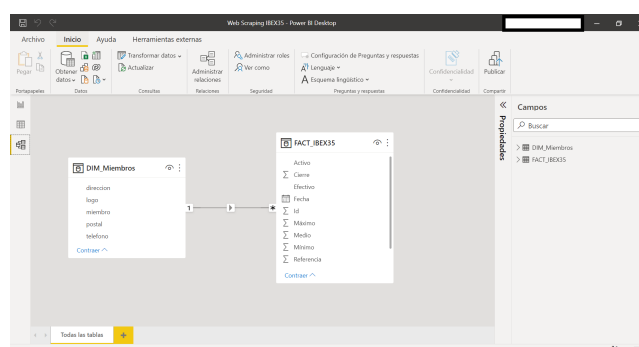 Web Scraping IBEX35 - Power BI Desktop
Archivo Inicio Ayuda Herramientas externas
Pegar
Obtener datos
Transformar datos
Actualizar
Administrar relaciones
Administrar roles
Ver como
Configuración de Preguntas y respuestas
Lenguaje
Esquema lingüístico
Confidencialidad
Publicar
Portapapeles Datos Consultas Relaciones Seguridad Preguntas y respuestas Confidencialidad Compartir
Propiedades
Campos
Buscar
DIM_Miembros
FACT_IBEX35
DIM_Miembros
direccion
logo
miembro
postal
telefono
Contraer
1
*
FACT_IBEX35
Activo
Cierre
Efectivo
Fecha
Id
Máximo
Medio
Mínimo
Referencia
Contraer
Todas las tablas